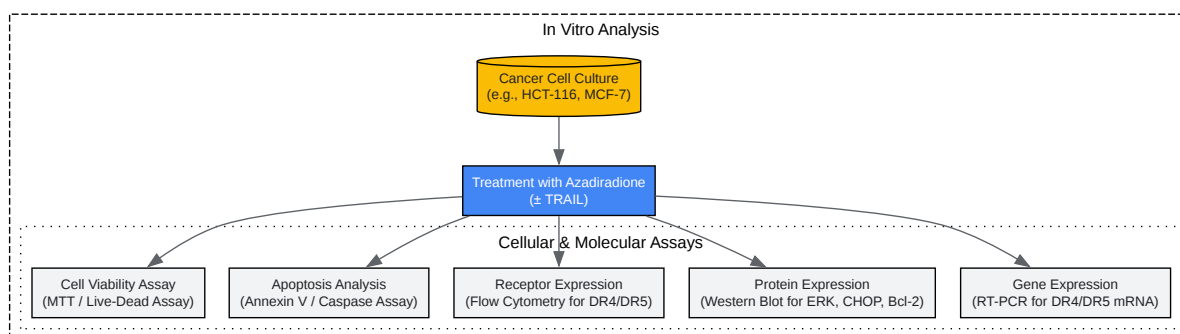 In Vitro Analysis
Cancer Cell Culture
(e.g., HCT-116, MCF-7)
Treatment with Azadiradione
(± TRAIL)
Cellular & Molecular Assays
Cell Viability Assay
(MTT / Live-Dead Assay)
Apoptosis Analysis
(Annexin V / Caspase Assay)
Receptor Expression
(Flow Cytometry for DR4/DR5)
Protein Expression
(Western Blot for ERK, CHOP, Bcl-2)
Gene Expression
(RT-PCR for DR4/DR5 mRNA)